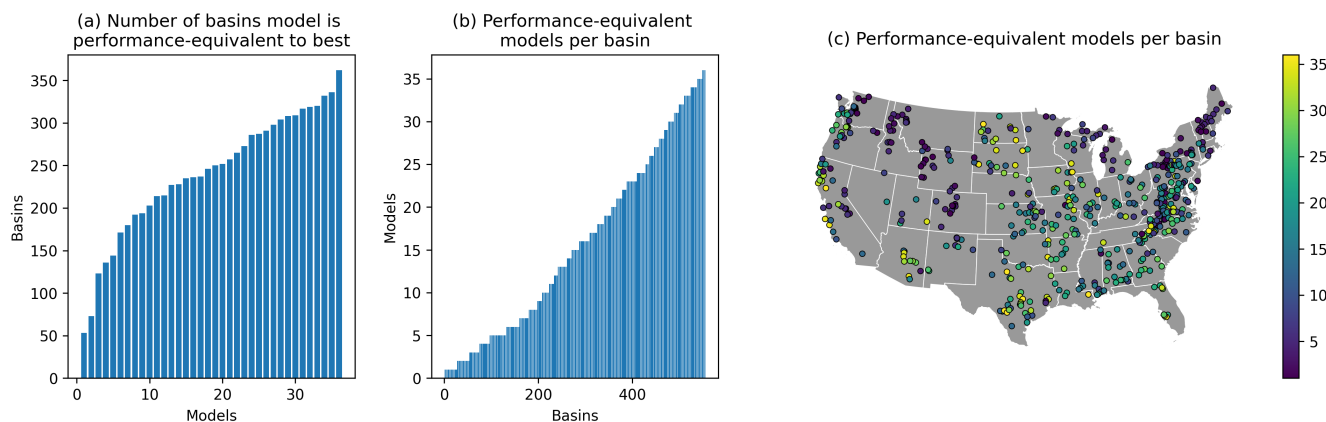 (a) Number of basins model is
performance-equivalent to best
350
300
250
200
150
100
50
0
Basins
0 10 20 30
Models
(b) Performance-equivalent
models per basin
35
30
25
20
15
10
5
0
Models
0 200 400
Basins
(c) Performance-equivalent models per basin
35
30
25
20
15
10
5